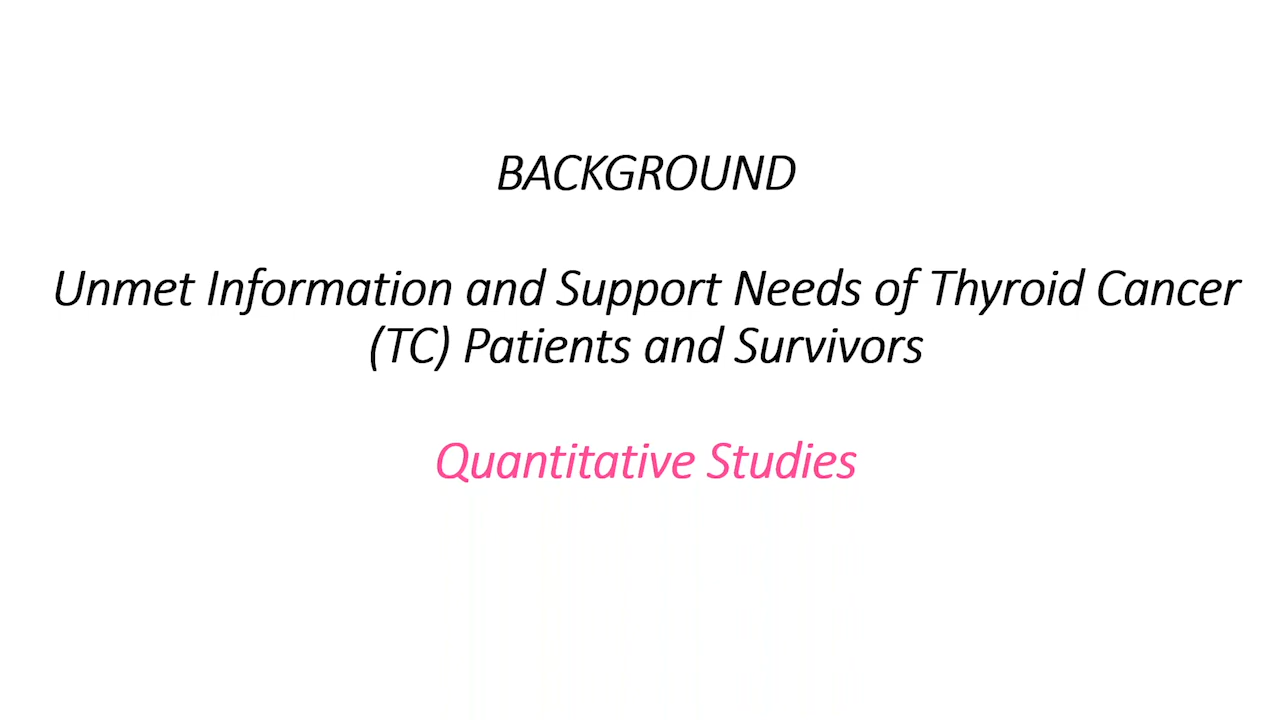 BACKGROUND
Unmet Information and Support Needs of Thyroid Cancer
(TC) Patients and Survivors
Quantitative Studies